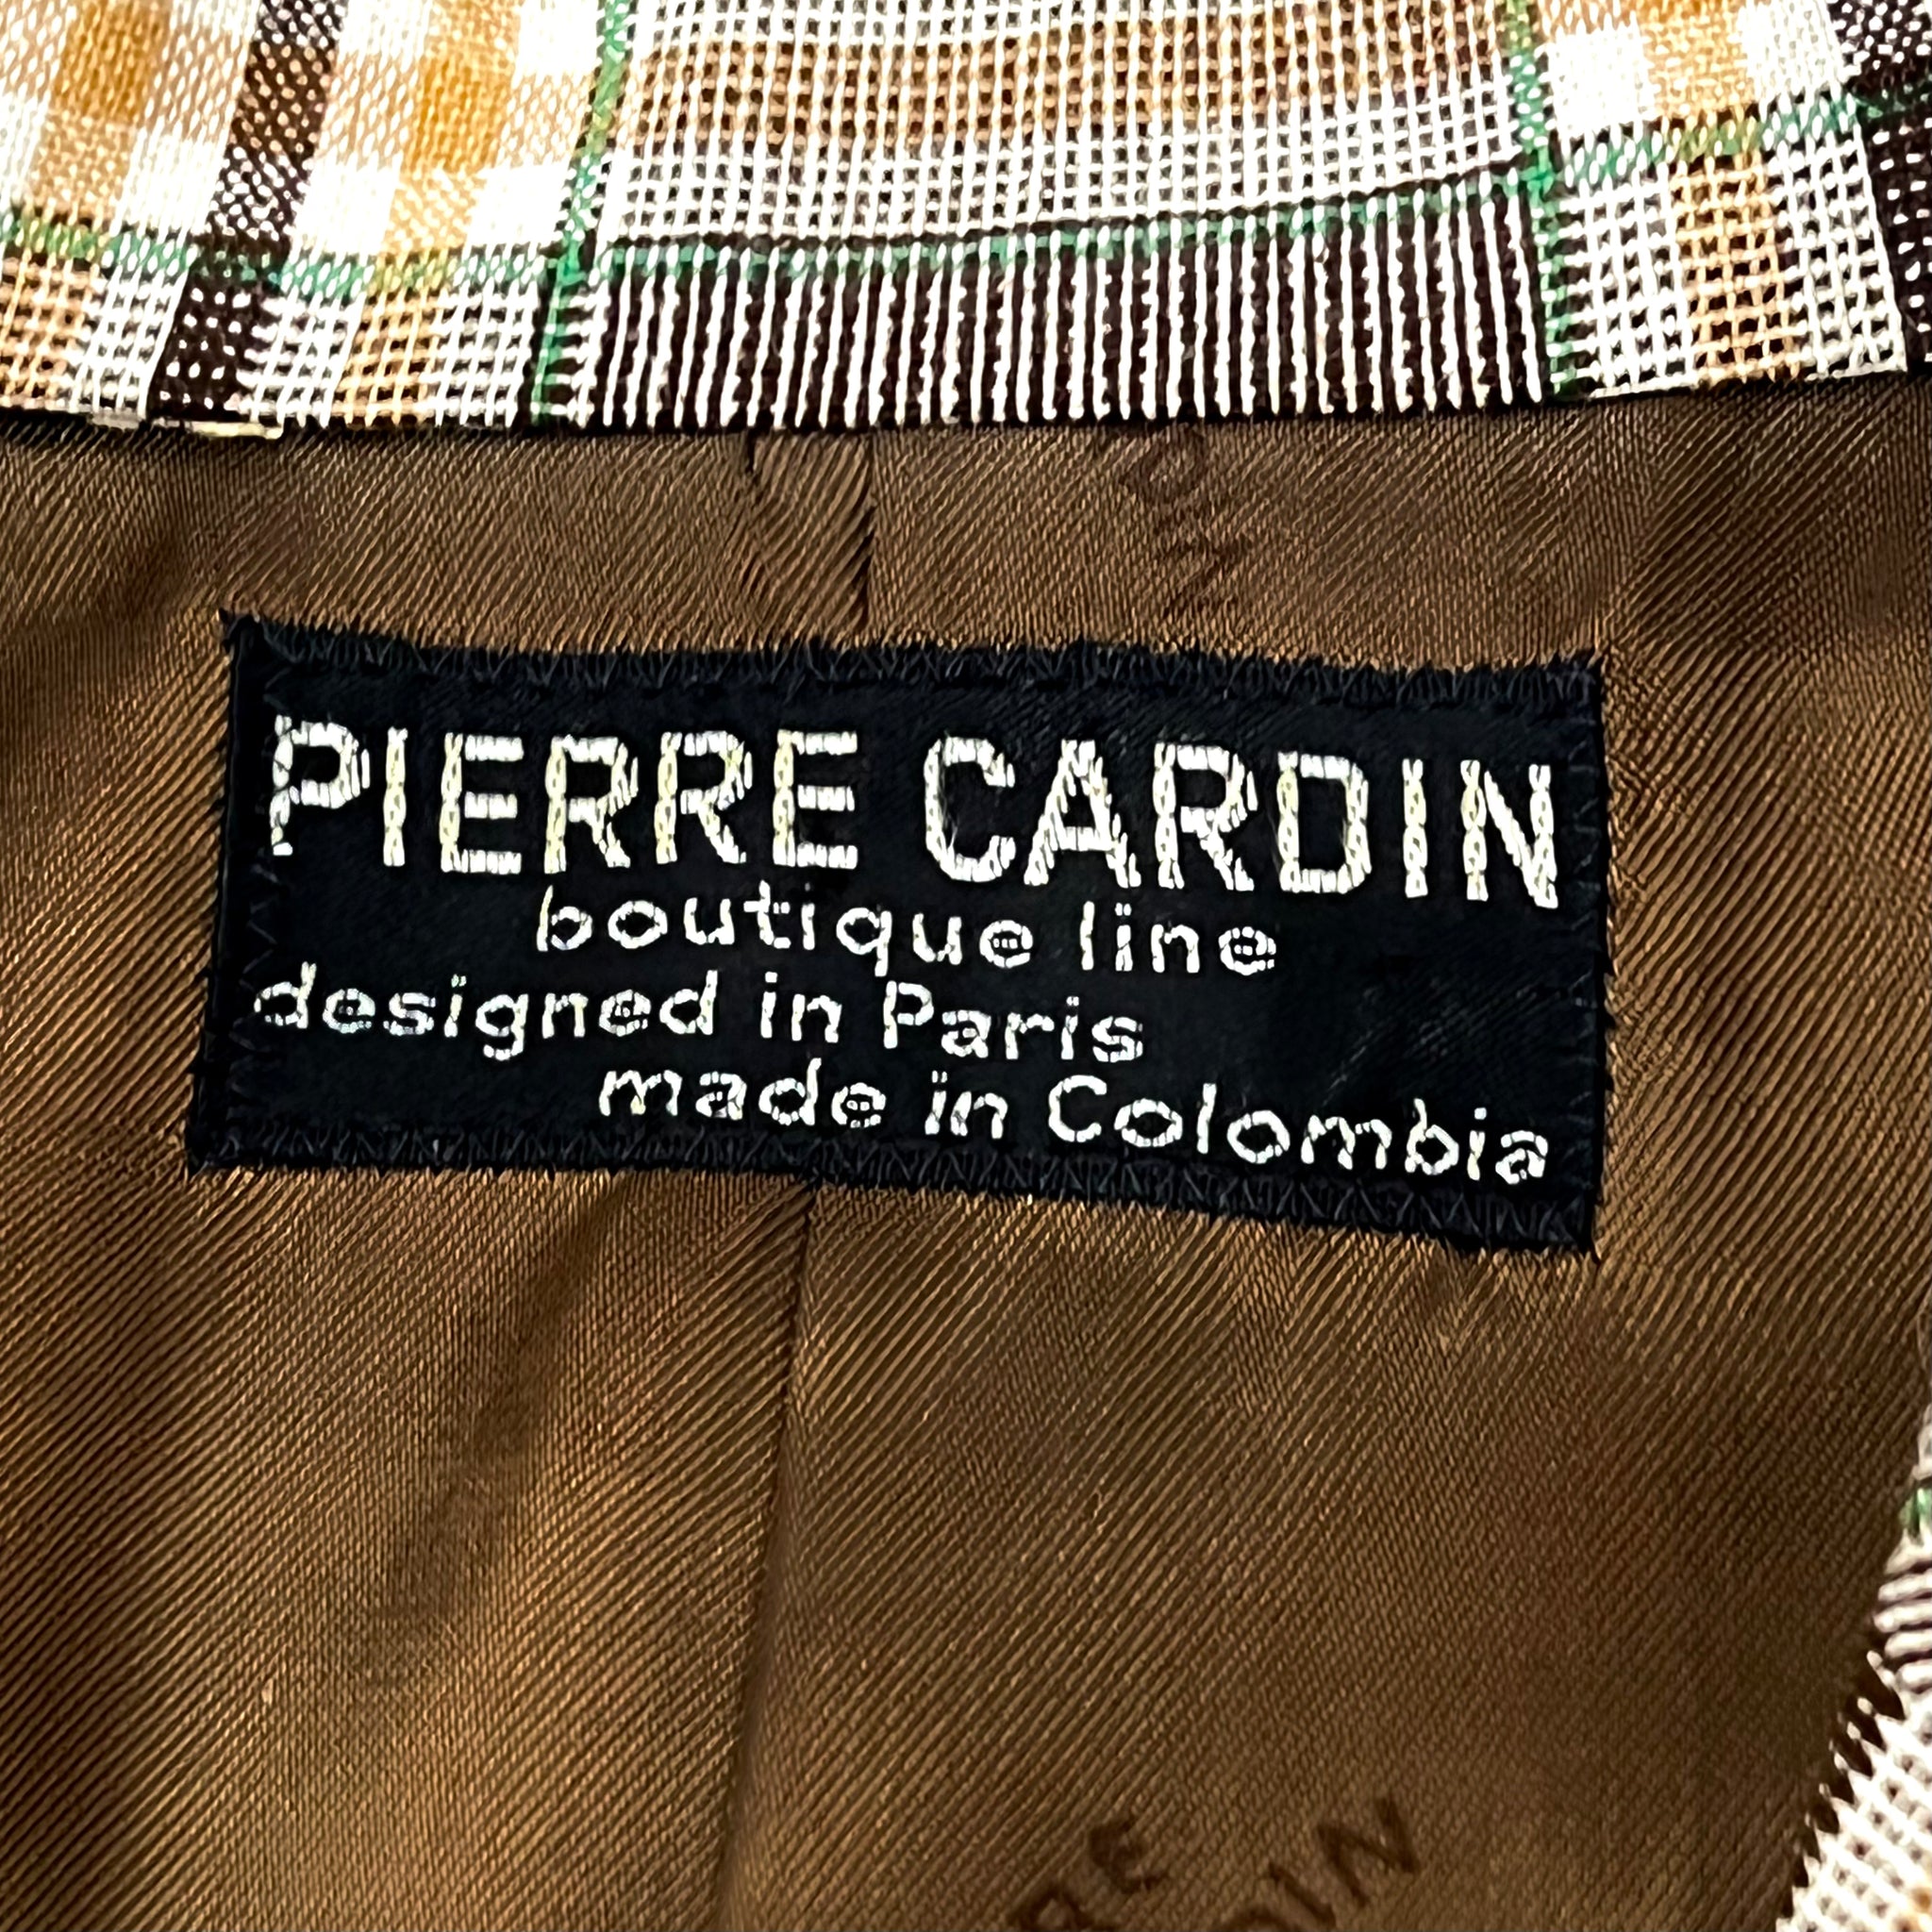 PIERRE CARDIN
boutique line
designed in Paris
made in Colombia